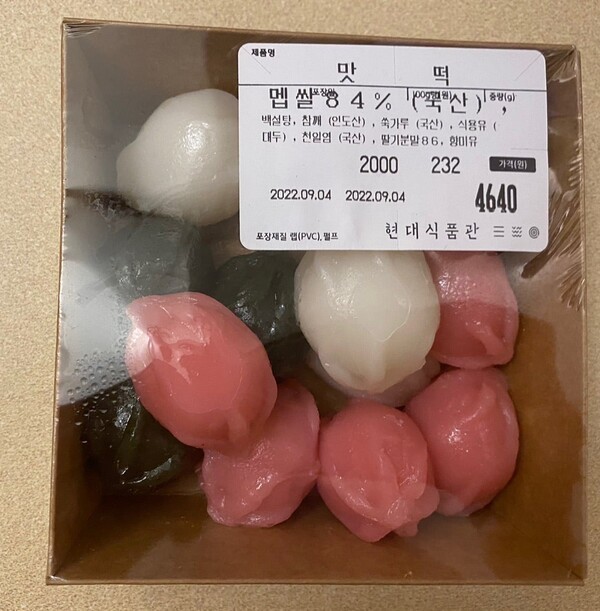 제품명
맛 떡
멥쌀84% (국산),
중량(g)
백설탕, 참깨 (인도산), 쑥가루 (국산), 식용유 (
대두), 천일염 (국산), 딸기분말86, 향미유
2000 232 가격(원)
2022.09.04 2022.09.04 4640
포장재질 랩(PVC), 펄프 현대식품관